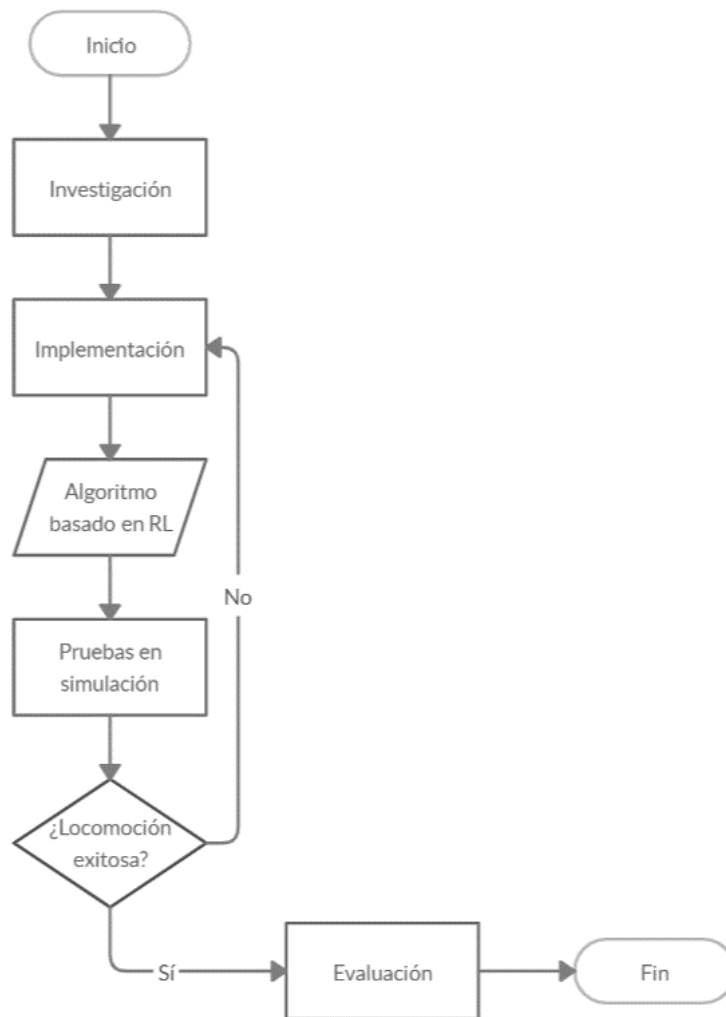 Inicio
Investigación
Implementación
Algoritmo
basado en RL
No
Pruebas en
simulación
¿Locomoción
exitosa?
Sí
Evaluación
Fin